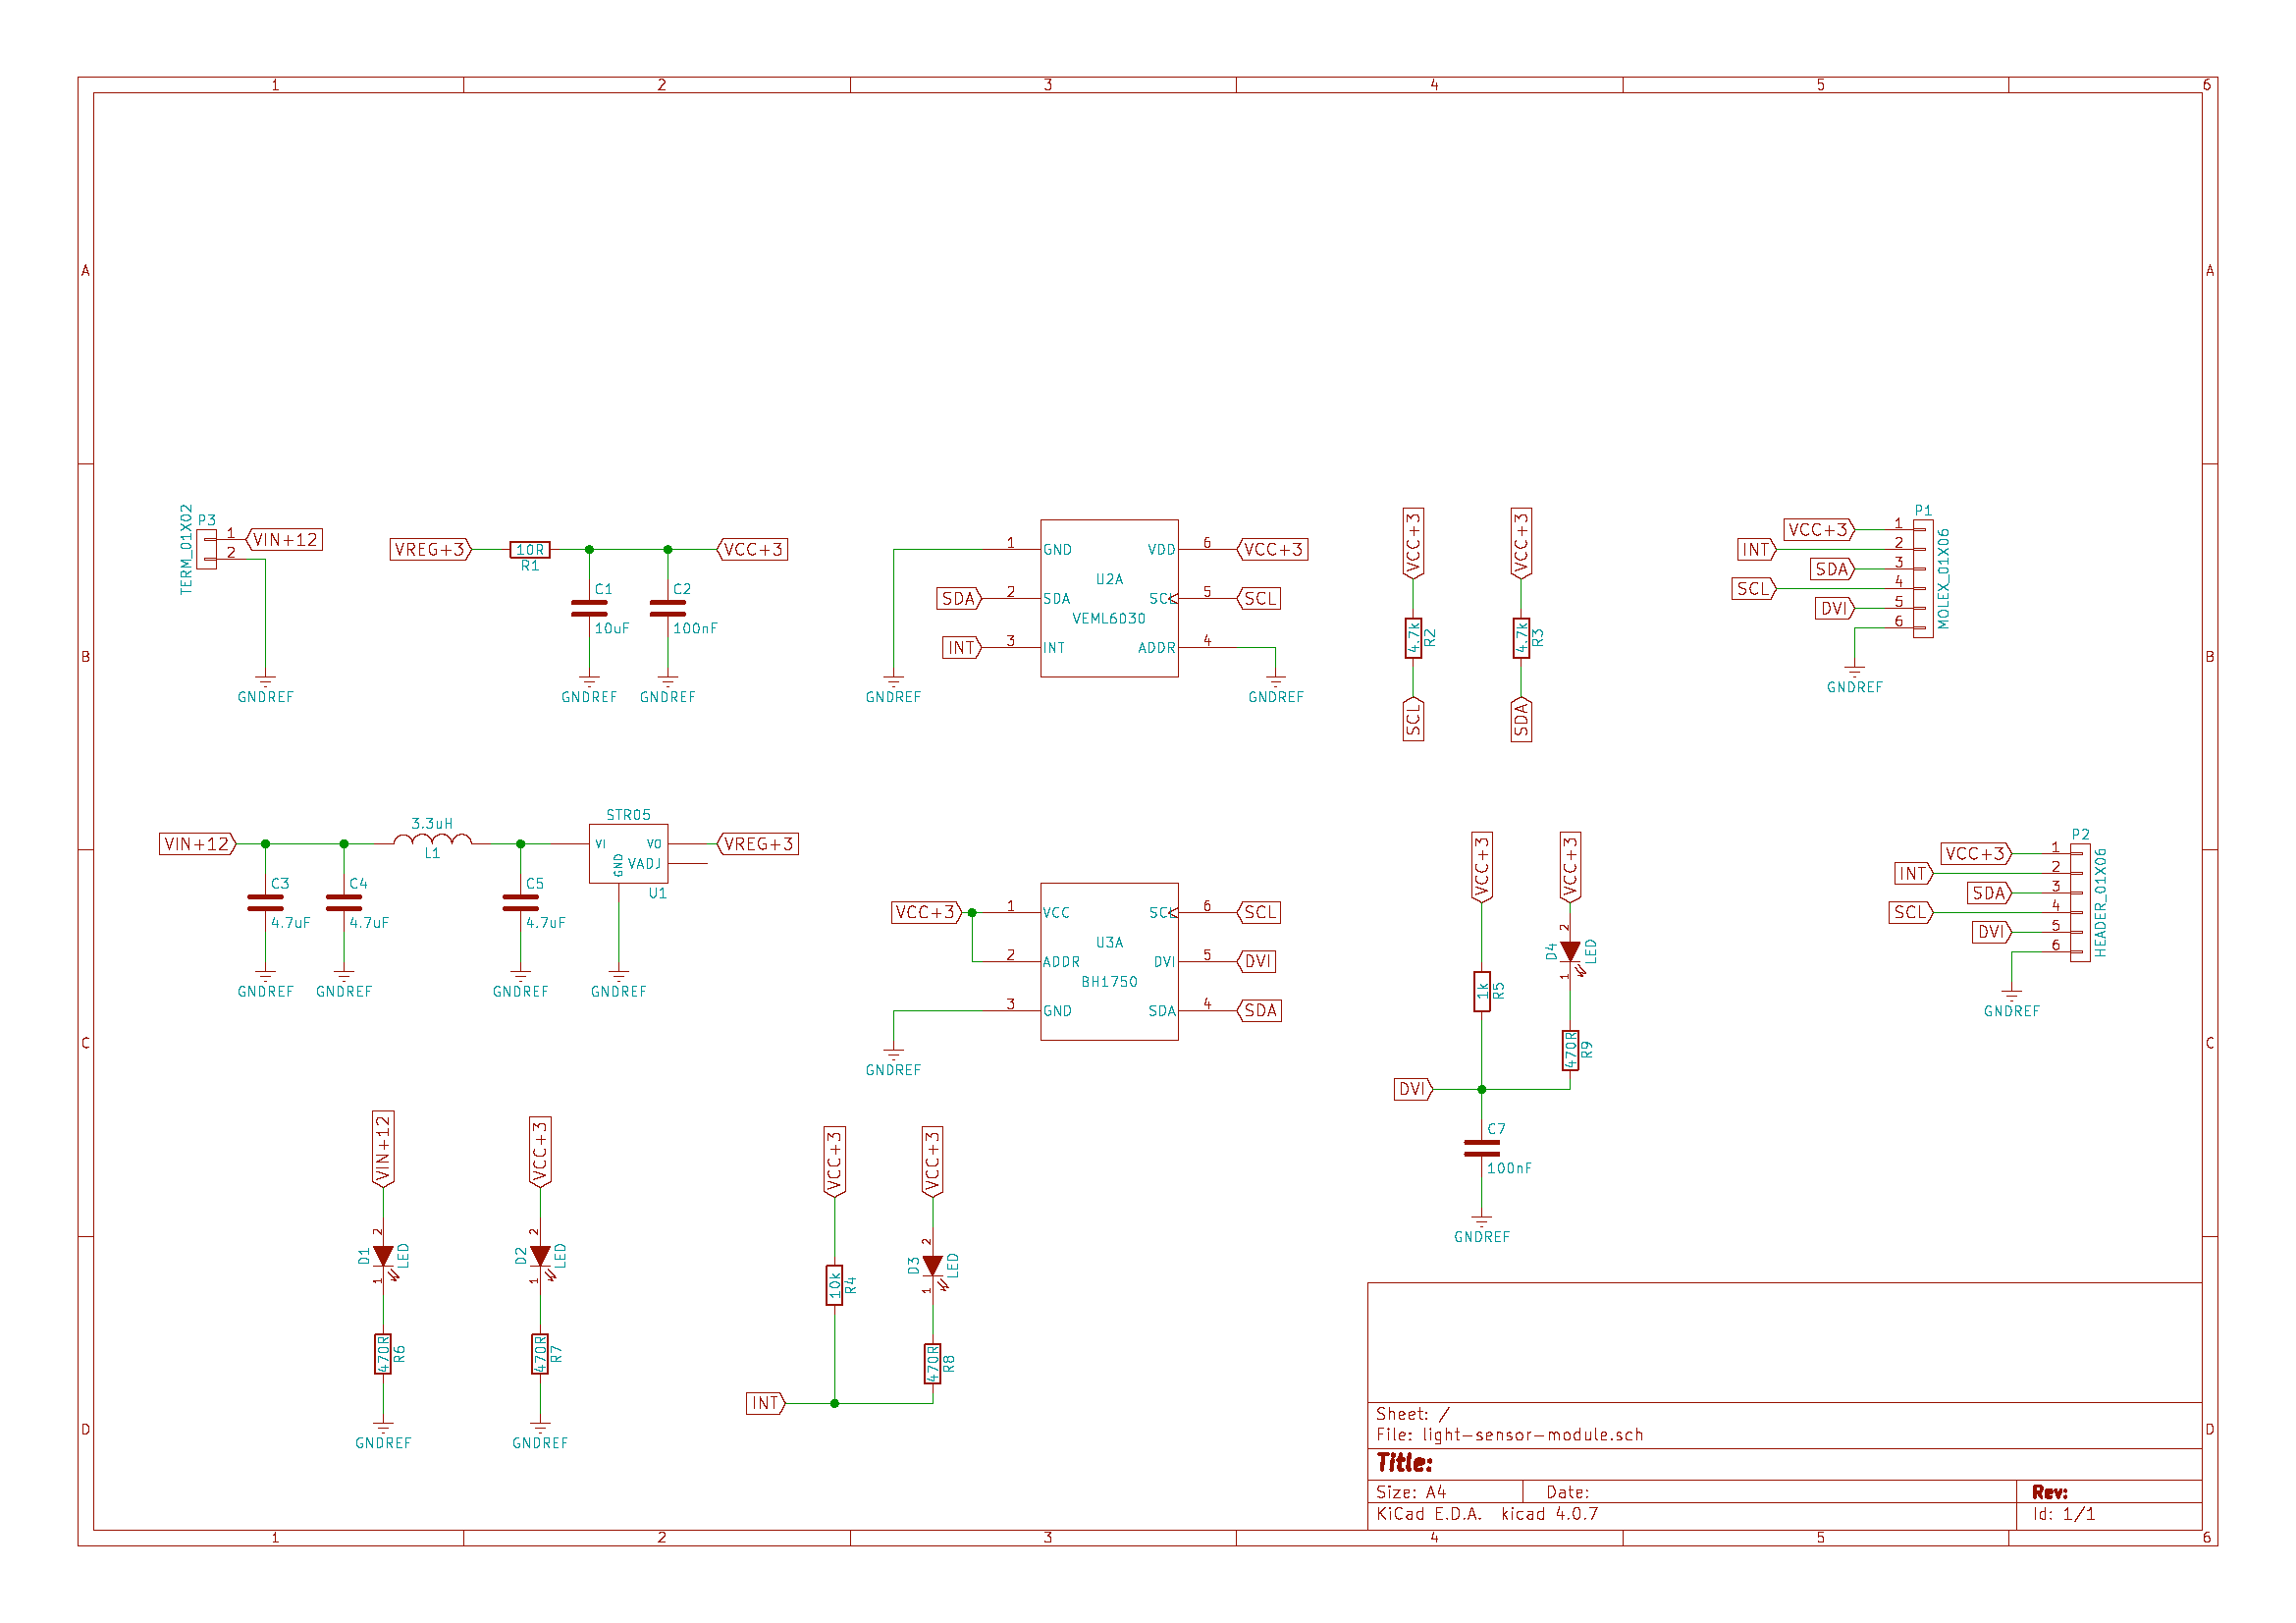 1 2 3 4 5 6
A A
B B
C C
D D
1 2 3 4 5 6
P3
TERM_01X02
1
2
VIN+12
GNDREF
VREG+3
10R
R1
VCC+3
C1
10uF
C2
100nF
GNDREF
GNDREF
1 GND
2 SDA
3 INT
VDD 6
SCL 5
ADDR 4
U2A
VEML6030
SDA
INT
VCC+3
SCL
GNDREF
GNDREF
VCC+3
4.7k
R2
SCL
VCC+3
4.7k
R3
SDA
P1
MOLEX_01X06
VCC+3 1
INT 2
SDA 3
SCL 4
DVI 5
6
GNDREF
VIN+12
3.3uH
L1
C3
4.7uF
C4
4.7uF
C5
4.7uF
STR05
VI
VO
VADJ
GND
U1
VREG+3
GNDREF
GNDREF
GNDREF
GNDREF
VCC+3
1 VCC
2 ADDR
3 GND
SCL 6
DVI 5
SDA 4
U3A
BH1750
SCL
DVI
SDA
GNDREF
VCC+3
1k
R5
VCC+3
2
D4
LED
1
470R
R9
DVI
C7
100nF
GNDREF
P2
HEADER_01X06
VCC+3 1
INT 2
SDA 3
SCL 4
DVI 5
6
GNDREF
VIN+12
2
D1
LED
1
470R
R6
GNDREF
VCC+3
2
D2
LED
1
470R
R7
GNDREF
VCC+3
10k
R4
VCC+3
2
D3
LED
1
470R
R8
INT
Sheet: /
File: light-sensor-module.sch
Title:
Size: A4 Date: Rev:
KiCad E.D.A. kicad 4.0.7 Id: 1/1